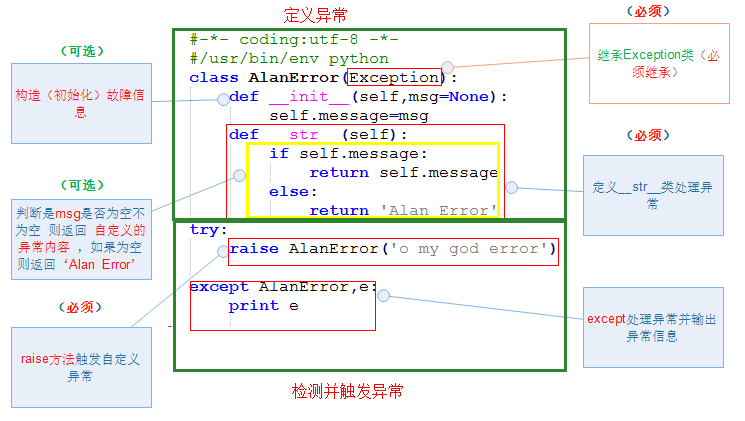 定义异常
#-*- coding:utf-8 -*-
#/usr/bin/env python
class AlanError(Exception):
def __init__(self,msg=None):
self.message=msg
def __str__(self):
if self.message:
return self.message
else:
return 'Alan Error'
try:
raise AlanError('o my god error')
except AlanError,e:
print e
检测并触发异常
（可选）
构造（初始化）故障信
息
（可选）
判断是msg是否为空不
为空 则返回 自定义的
异常内容 ，如果为空
则返回‘Alan Error’
（必须）
raise方法触发自定义
异常
（必须）
继承Exception类（必
须继承）
（必须）
定义__str__类处理异
常
except处理异常并输出
异常信息